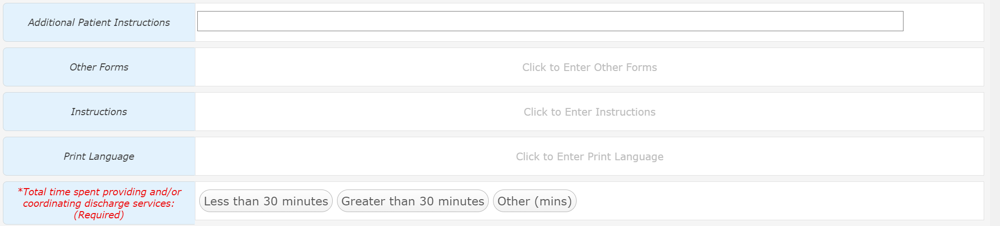 Additional Patient Instructions
Other Forms
Click to Enter Other Forms
Instructions
Click to Enter Instructions
Print Language
Click to Enter Print Language
*Total time spent providing and/or
coordinating discharge services:
(Required)
Less than 30 minutes Greater than 30 minutes Other (mins)